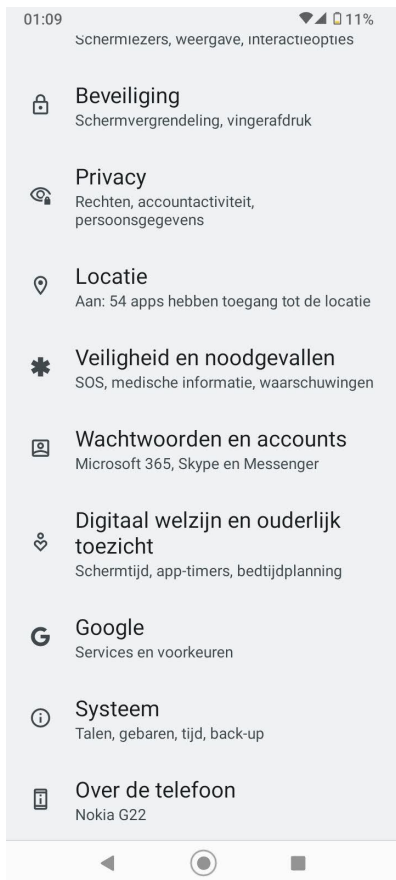 01:09
11%
Schermlezers, weergave, interactieopties
Beveiliging
Schermvergrendeling, vingerafdruk
Privacy
Rechten, accountactiviteit,
persoonsgegevens
Locatie
Aan: 54 apps hebben toegang tot de locatie
Veiligheid en noodgevallen
SOS, medische informatie, waarschuwingen
Wachtwoorden en accounts
Microsoft 365, Skype en Messenger
Digitaal welzijn en ouderlijk
toezicht
Schermtijd, app-timers, bedtijdplanning
Google
Services en voorkeuren
Systeem
Talen, gebaren, tijd, back-up
Over de telefoon
Nokia G22